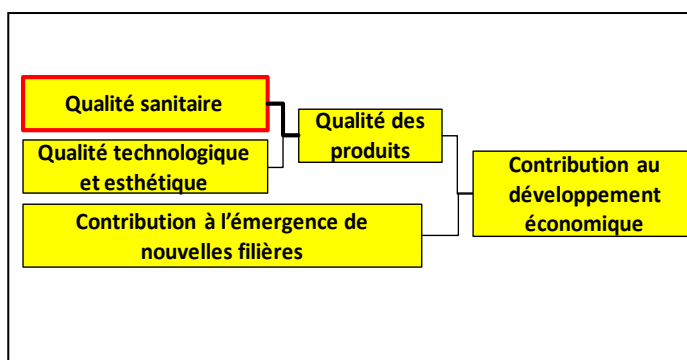 Qualité sanitaire
Qualité technologique
et esthétique
Qualité des
produits
Contribution à l'émergence de
nouvelles filières
Contribution au
développement
économique